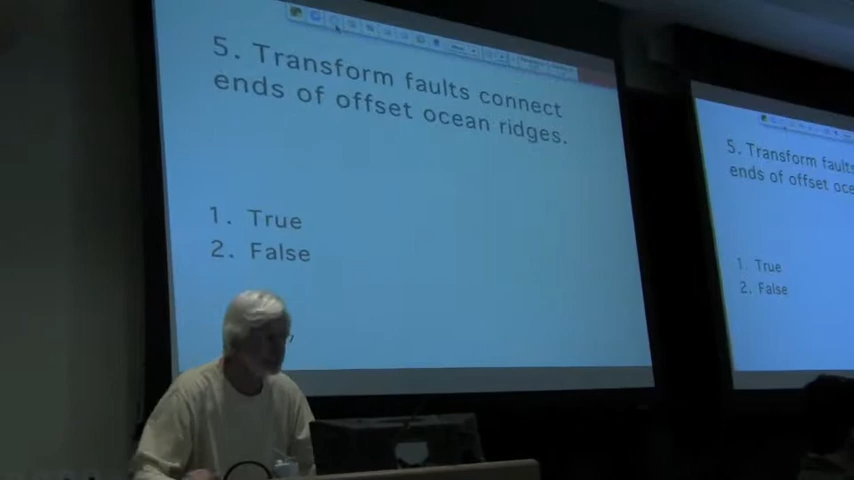 5. Transform faults connect
ends of offset ocean ridges.
1. True
2. False
5. Transform faults
ends of offset oce
1. True
2. False